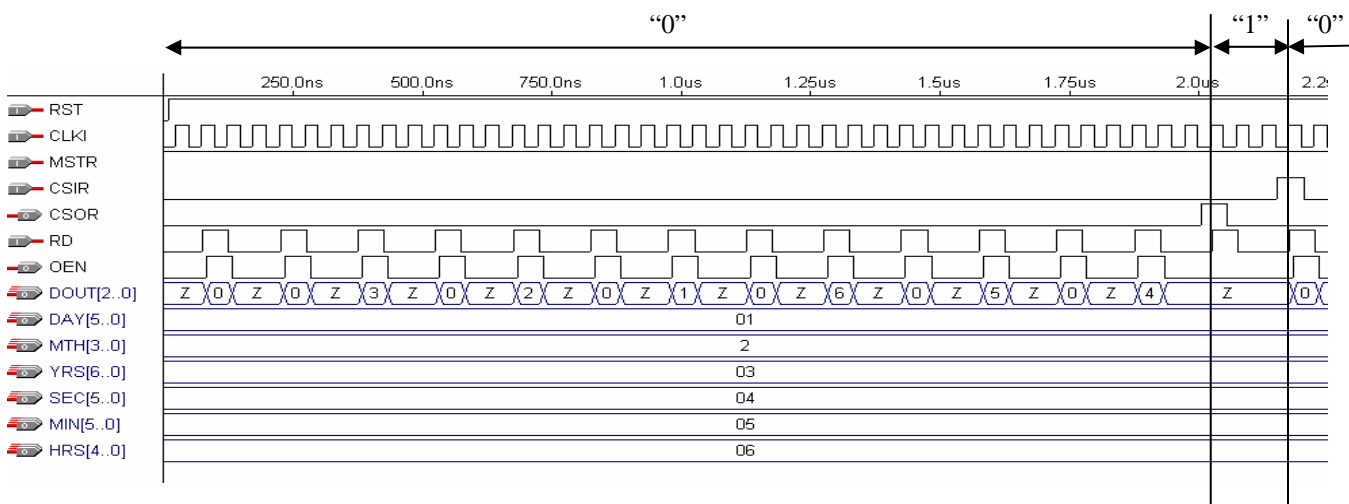 “0” “1” “0”
250.0ns 500.0ns 750.0ns 1.0us 1.25us 1.5us 1.75us 2.0us
RST
CLKI
MSTR
CSIR
CSOR
RD
OEN
DOUT[2..0] Z 0 Z 0 Z 3 Z 0 Z 2 Z 0 Z 1 Z 0 Z 6 Z 0 Z 5 Z 0 Z 4 Z 0
DAY[5..0] 01
MTH[3..0] 2
YRS[6..0] 03
SEC[5..0] 04
MIN[5..0] 05
HRS[4..0] 06